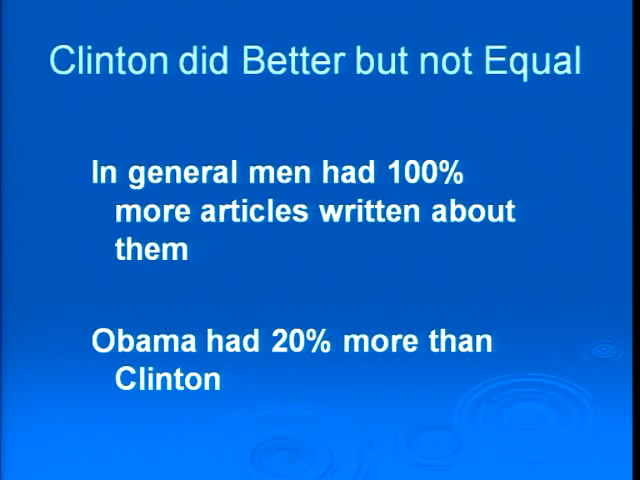 Clinton did Better but not Equal
In general men had 100%
more articles written about
them
Obama had 20% more than
Clinton